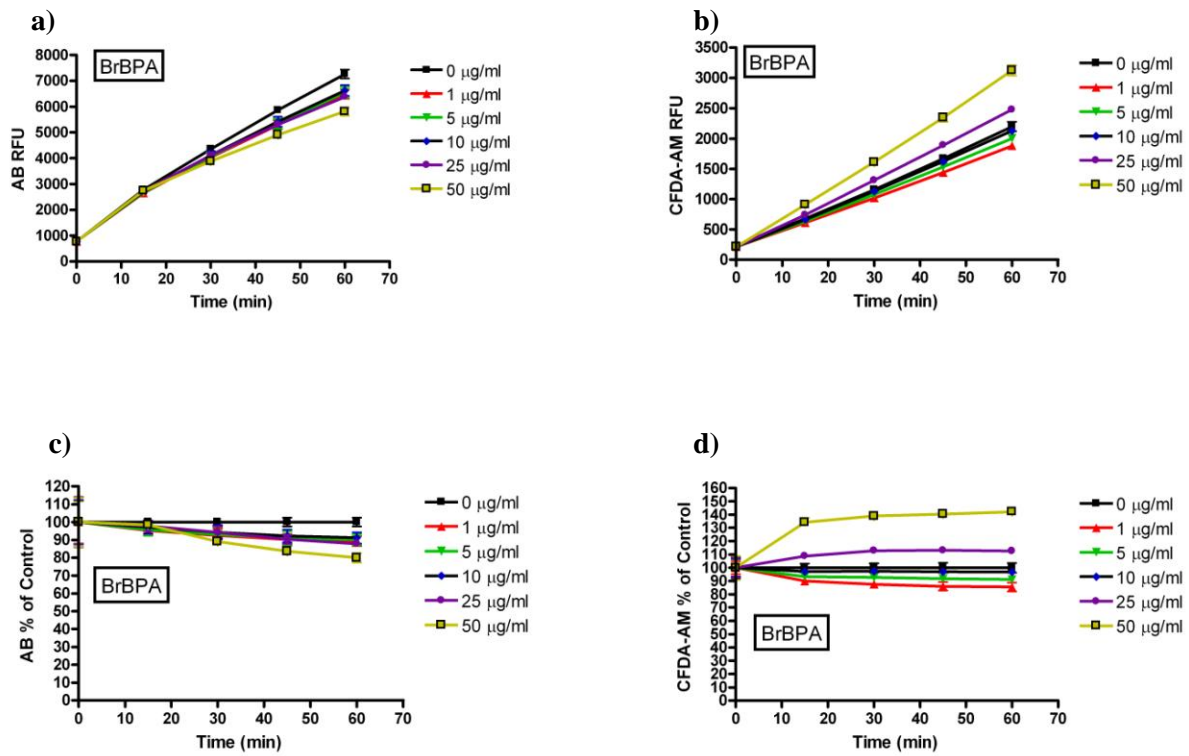 a)
BrBPA
AB RFU
8000
7000
6000
5000
4000
3000
2000
1000
0
0 10 20 30 40 50 60 70
Time (min)
0 μg/ml
1 μg/ml
5 μg/ml
10 μg/ml
25 μg/ml
50 μg/ml
b)
BrBPA
CFDA-AM RFU
3500
3000
2500
2000
1500
1000
500
0
0 10 20 30 40 50 60 70
Time (min)
0 μg/ml
1 μg/ml
5 μg/ml
10 μg/ml
25 μg/ml
50 μg/ml
c)
BrBPA
AB % of Control
120
110
100
90
80
70
60
50
40
30
20
10
0
0 10 20 30 40 50 60 70
Time (min)
0 μg/ml
1 μg/ml
5 μg/ml
10 μg/ml
25 μg/ml
50 μg/ml
d)
BrBPA
CFDA-AM % of Control
160
150
140
130
120
110
100
90
80
70
60
50
40
30
20
10
0
0 10 20 30 40 50 60 70
Time (min)
0 μg/ml
1 μg/ml
5 μg/ml
10 μg/ml
25 μg/ml
50 μg/ml